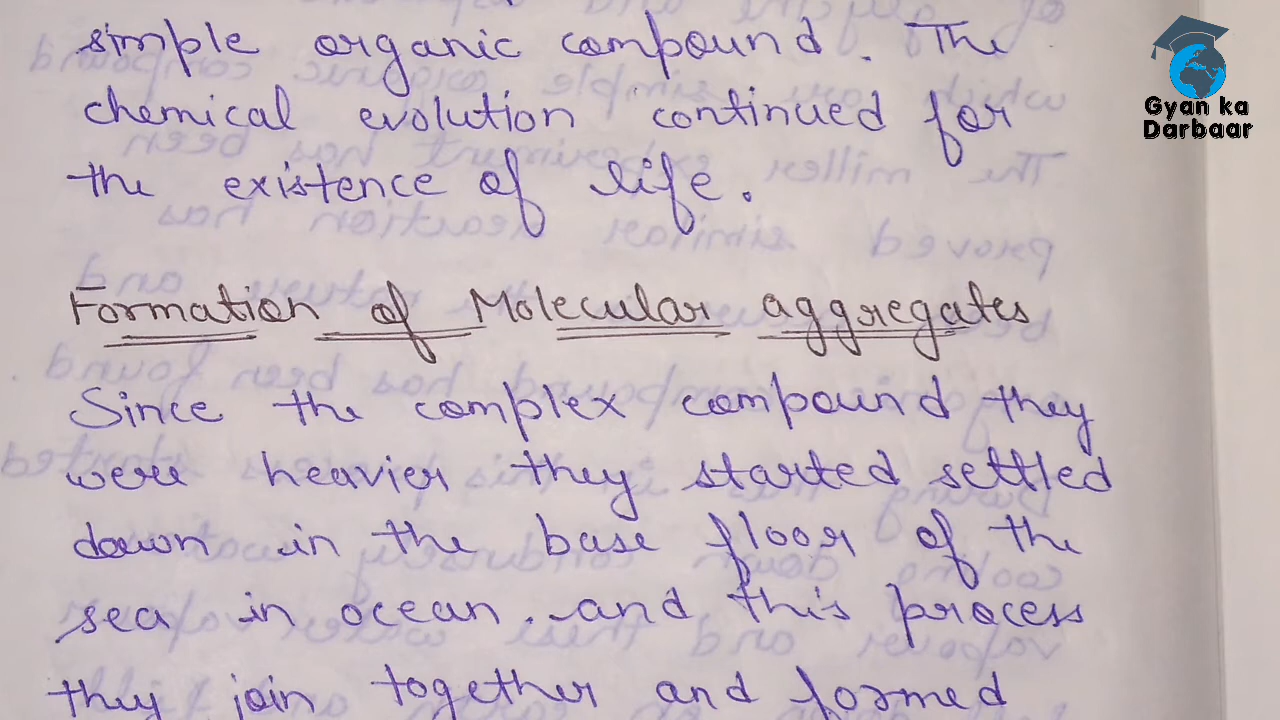 simple organic compound. The
chemical evolution continued for
the existence of life.
Formation of Molecular aggregates
Since the complex compound they
were heavier they started settled
down in the base floor of the
sea in ocean. and this process
they join together and formed
Gyan ka
Darbaar